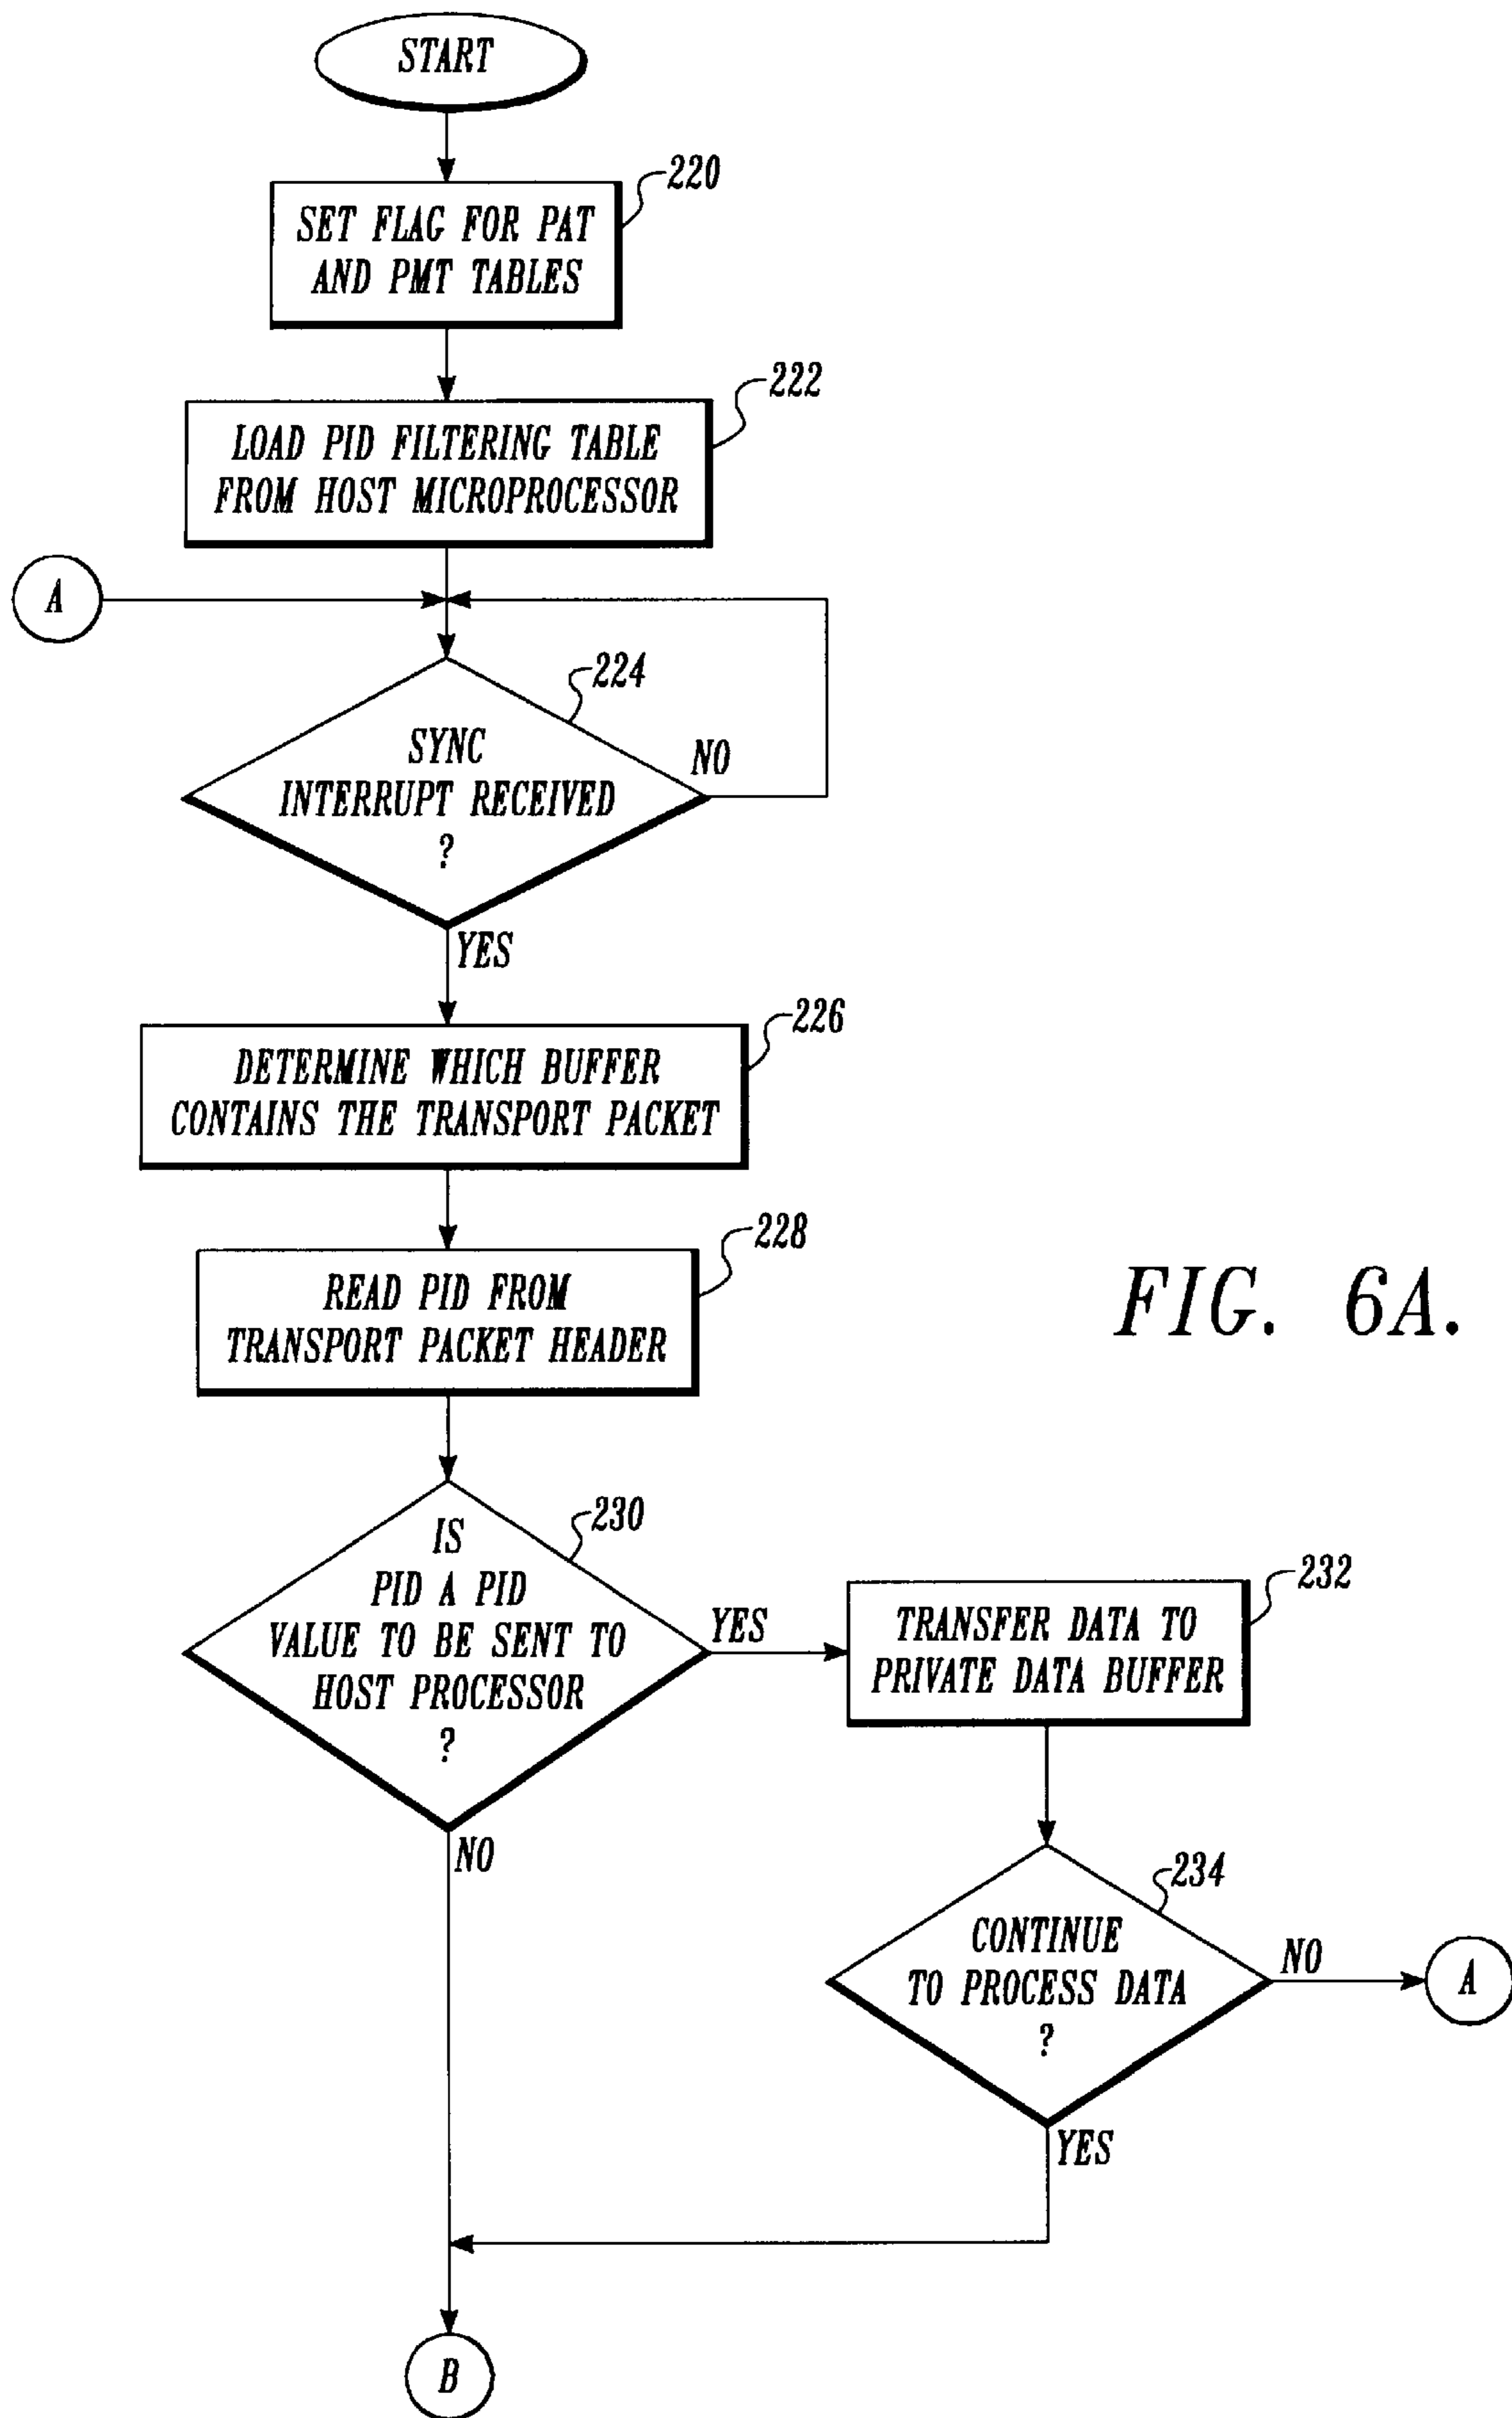 START
220
SET FLAG FOR PAT
AND PMT TABLES
222
LOAD PID FILTERING TABLE
FROM HOST MICROPROCESSOR
A
224
SYNC
INTERRUPT RECEIVED
?
NO
YES
226
DETERMINE WHICH BUFFER
CONTAINS THE TRANSPORT PACKET
228
READ PID FROM
TRANSPORT PACKET HEADER
FIG. 6A.
230
IS
PID A PID
VALUE TO BE SENT TO
HOST PROCESSOR
?
YES
NO
232
TRANSFER DATA TO
PRIVATE DATA BUFFER
234
CONTINUE
TO PROCESS DATA
?
NO
A
YES
B